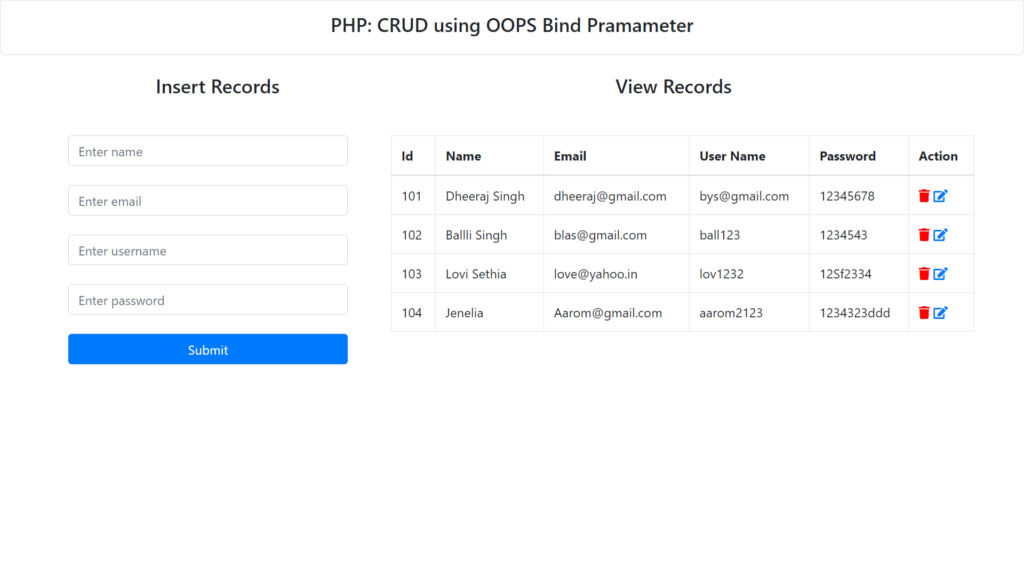 PHP: CRUD using OOPS Bind Pramameter
Insert Records
Enter name
Enter email
Enter username
Enter password
Submit
View Records
Id Name Email User Name Password Action
101 Dheeraj Singh dheeraj@gmail.com bys@gmail.com 12345678
102 Ballli Singh blas@gmail.com ball123 1234543
103 Lovi Sethia love@yahoo.in lov1232 12Sf2334
104 Jenelia Aarom@gmail.com aarom2123 1234323ddd